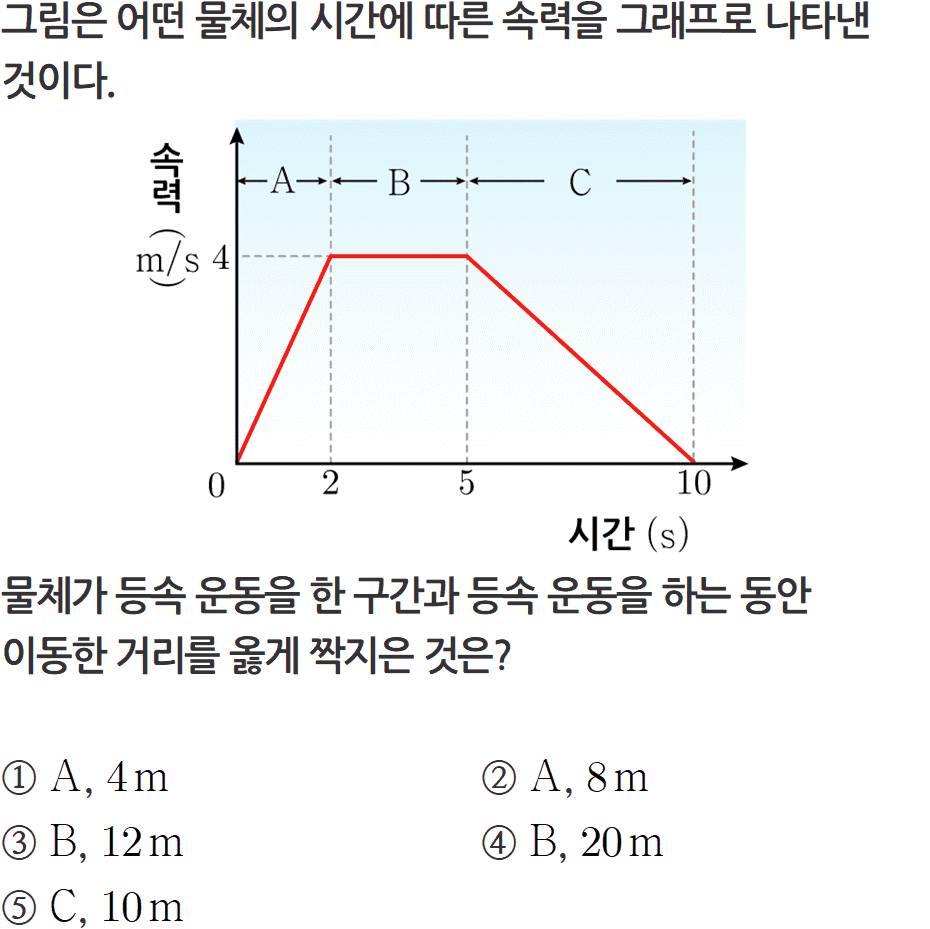 그림은 어떤 물체의 시간에 따른 속력을 그래프로 나타낸
것이다.
속력
(m/s)
A
B
C
4
0
2
5
10
시간 (s)
물체가 등속 운동을 한 구간과 등속 운동을 하는 동안
이동한 거리를 옳게 짝지은 것은?
① A, 4 m
② A, 8 m
③ B, 12 m
④ B, 20 m
⑤ C, 10 m